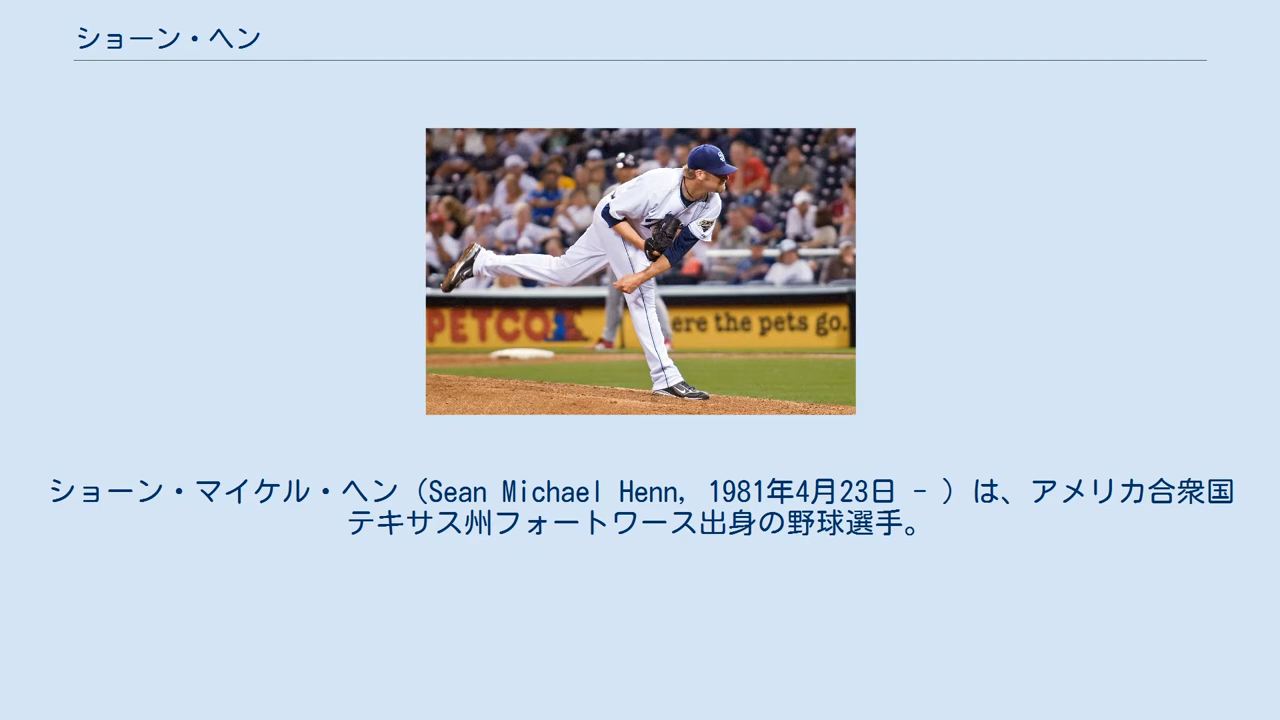 ショーン・ヘン
PETCO
ere the pets go.
ショーン・マイケル・ヘン（Sean Michael Henn, 1981年4月23日 - ）は、アメリカ合衆国
テキサス州フォートワース出身の野球選手。